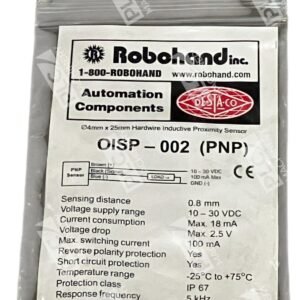 ® Robohand inc.
1-800-ROBOHAND www.robohand.com
Automation
Components
DESTACO
Ø4mm x 25mm Hardwire Inductive Proximity Sensor
OISP - 002 (PNP)
PNP
Sensor
Brown (+)
Black (Signal)
Blue (-)
LOAD
10 - 30 VDC
100 mA Max
GND (-)
CE
Sensing distance 0.8 mm
Voltage supply range 10 - 30 VDC
Current consumption Max. 18 mA
Voltage drop Max. 2.5 V
Max. switching current 100 mA
Reverse polarity protection Yes
Short circuit protection Yes
Temperature range -25°C to +75°C
Protection class IP 67
Response frequency 5 kHz